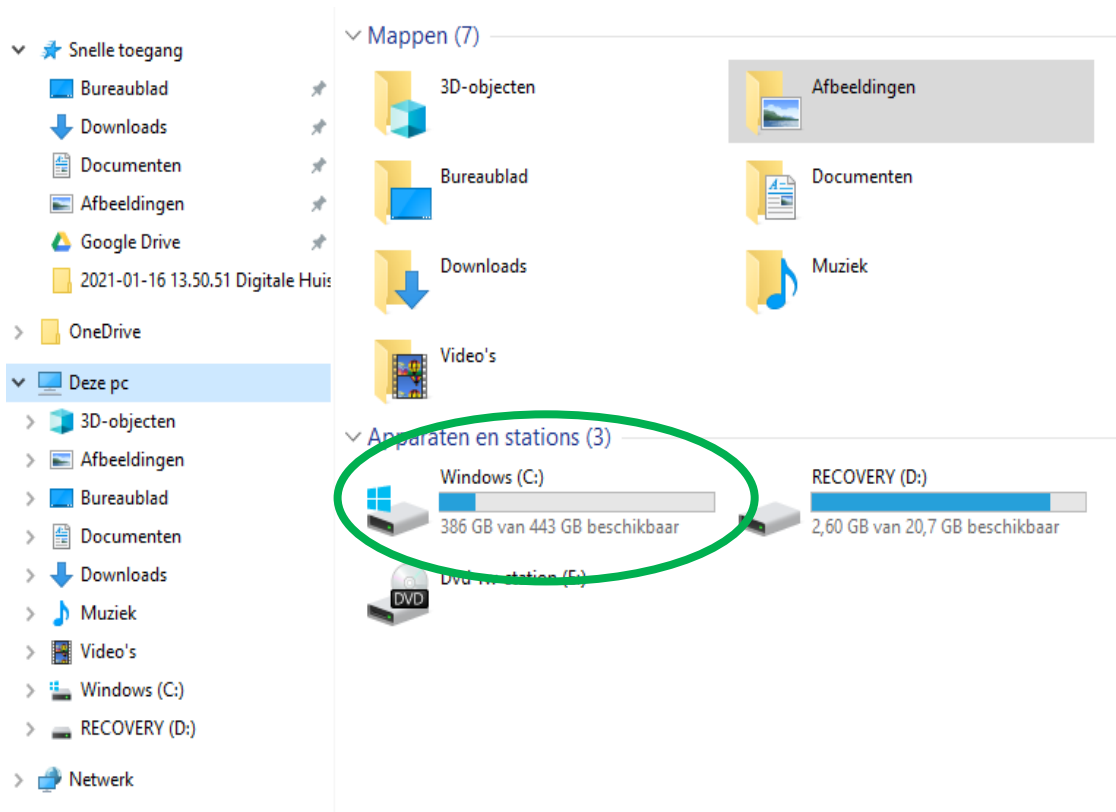 Snelle toegang
Bureaublad
Downloads
Documenten
Afbeeldingen
Google Drive
2021-01-16 13.50.51 Digitale Huis
OneDrive
Deze pc
3D-objecten
Afbeeldingen
Bureaublad
Documenten
Downloads
Muziek
Video's
Windows (C:)
RECOVERY (D:)
Netwerk
Mappen (7)
3D-objecten
Afbeeldingen
Bureaublad
Documenten
Downloads
Muziek
Video's
Apparaten en stations (3)
Windows (C:)
386 GB van 443 GB beschikbaar
RECOVERY (D:)
2,60 GB van 20,7 GB beschikbaar
DVD
station